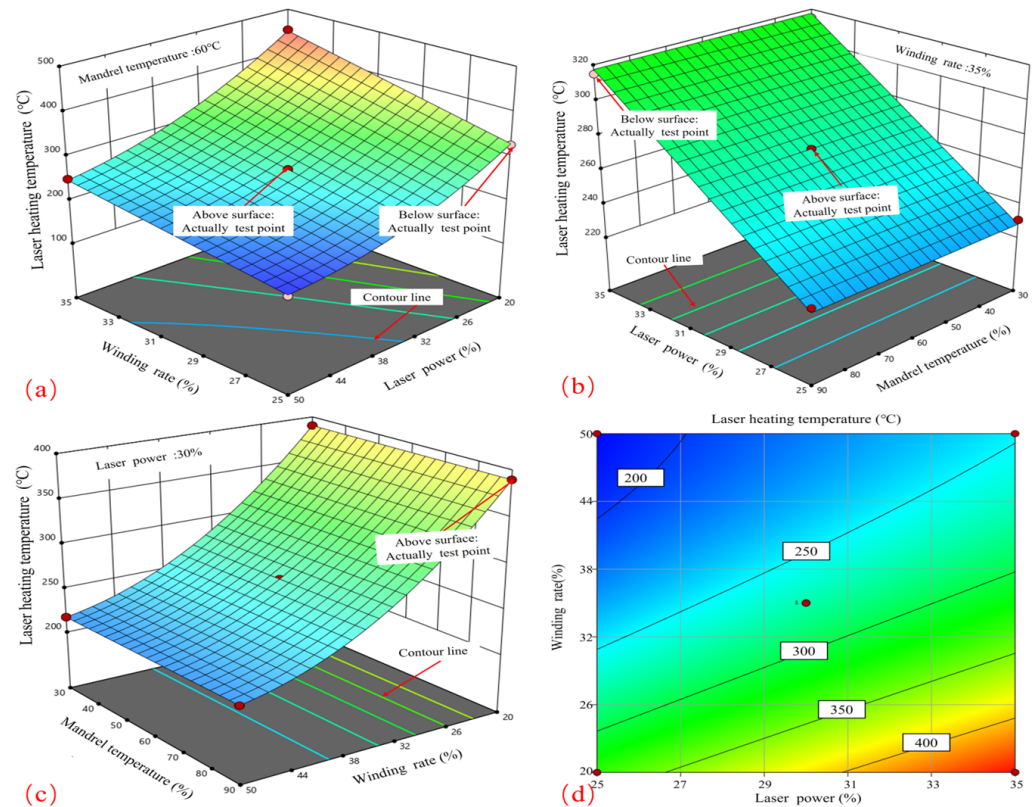 Mandrel temperature :60℃
Laser heating temperature (℃)
500
400
300
200
100
Above surface:
Actually test point
Below surface:
Actually test point
Contour line
35
33
31
29
27
25
Winding rate (%)
50
44
38
32
26
20
Laser power (%)
(a)
Winding rate :35%
Laser heating temperature (℃)
320
300
280
260
240
220
Below surface:
Actually test point
Above surface:
Actually test point
Contour line
35
33
31
29
27
25
Laser power (%)
90
80
70
60
50
40
30
Mandrel temperature (%)
(b)
Laser power :30%
Laser heating temperature (℃)
400
350
300
250
200
Above surface:
Actually test point
Contour line
30
40
50
60
70
80
90
Mandrel temperature (%)
50
44
38
32
26
20
Winding rate (%)
(c)
Laser heating temperature (℃)
Winding rate(%)
50
44
38
32
26
20
200
250
300
350
400
25
27
29
31
33
35
Laser power (%)
(d)